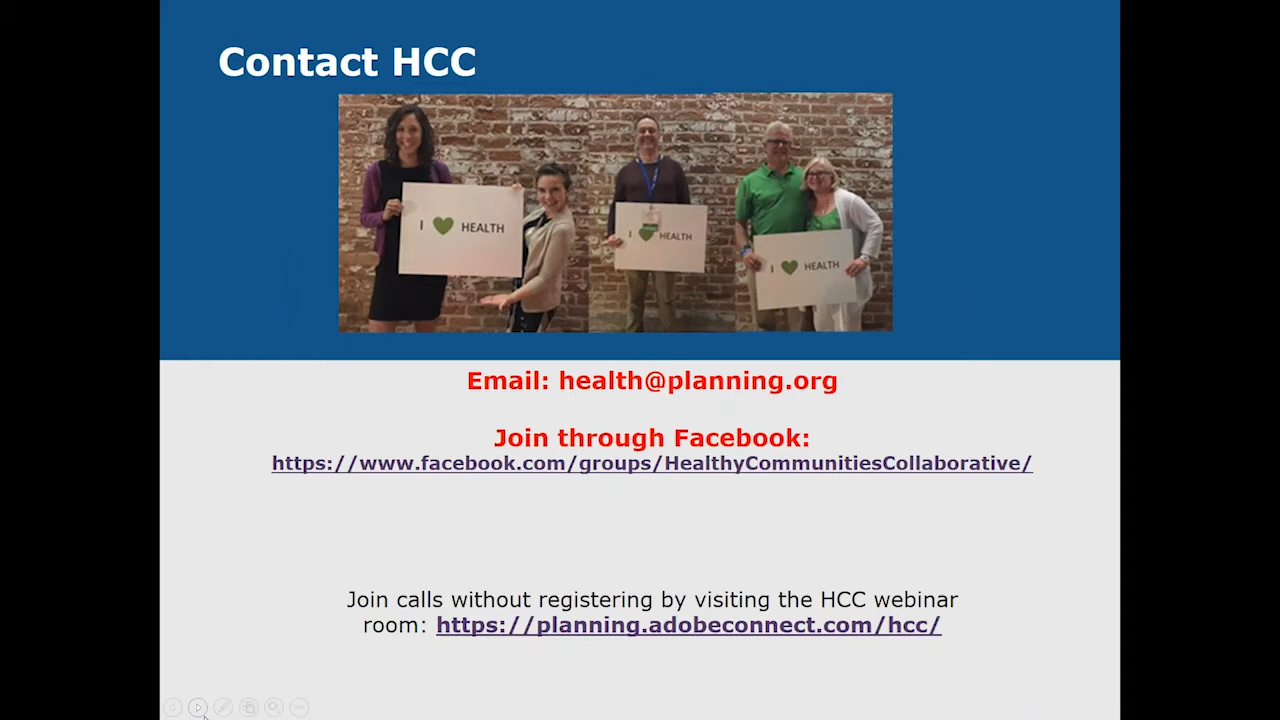 Contact HCC
I 💚 HEALTH
I 💚 HEALTH
I 💚 HEALTH
Email: health@planning.org
Join through Facebook:
https://www.facebook.com/groups/HealthyCommunitiesCollaborative/
Join calls without registering by visiting the HCC webinar
room: https://planning.adobeconnect.com/hcc/